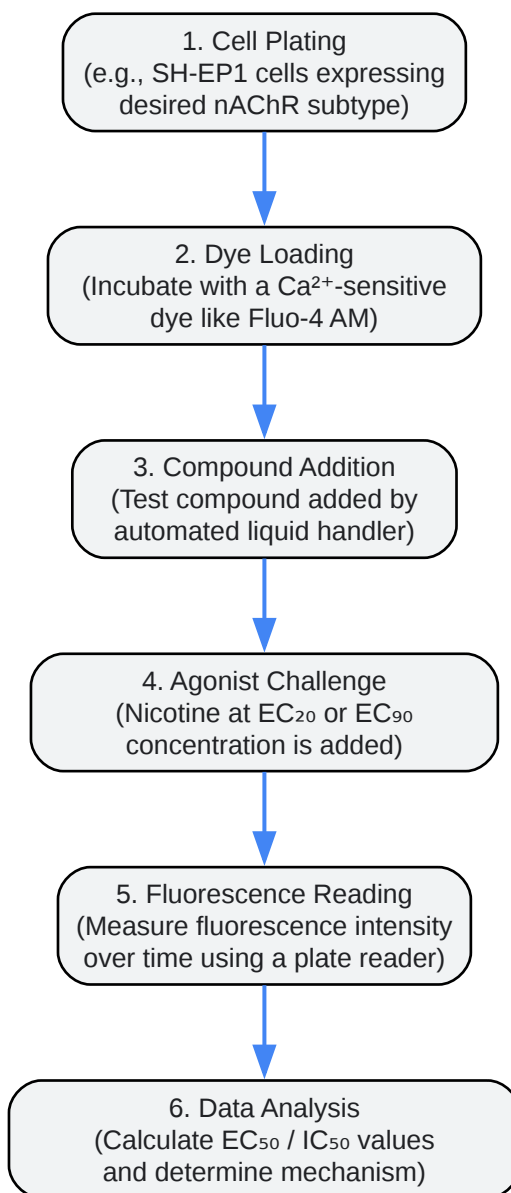 1. Cell Plating
(e.g., SH-EP1 cells expressing
desired nAChR subtype)
2. Dye Loading
(Incubate with a Ca²⁺-sensitive
dye like Fluo-4 AM)
3. Compound Addition
(Test compound added by
automated liquid handler)
4. Agonist Challenge
(Nicotine at EC₂₀ or EC₉₀
concentration is added)
5. Fluorescence Reading
(Measure fluorescence intensity
over time using a plate reader)
6. Data Analysis
(Calculate EC₅₀ / IC₅₀ values
and determine mechanism)